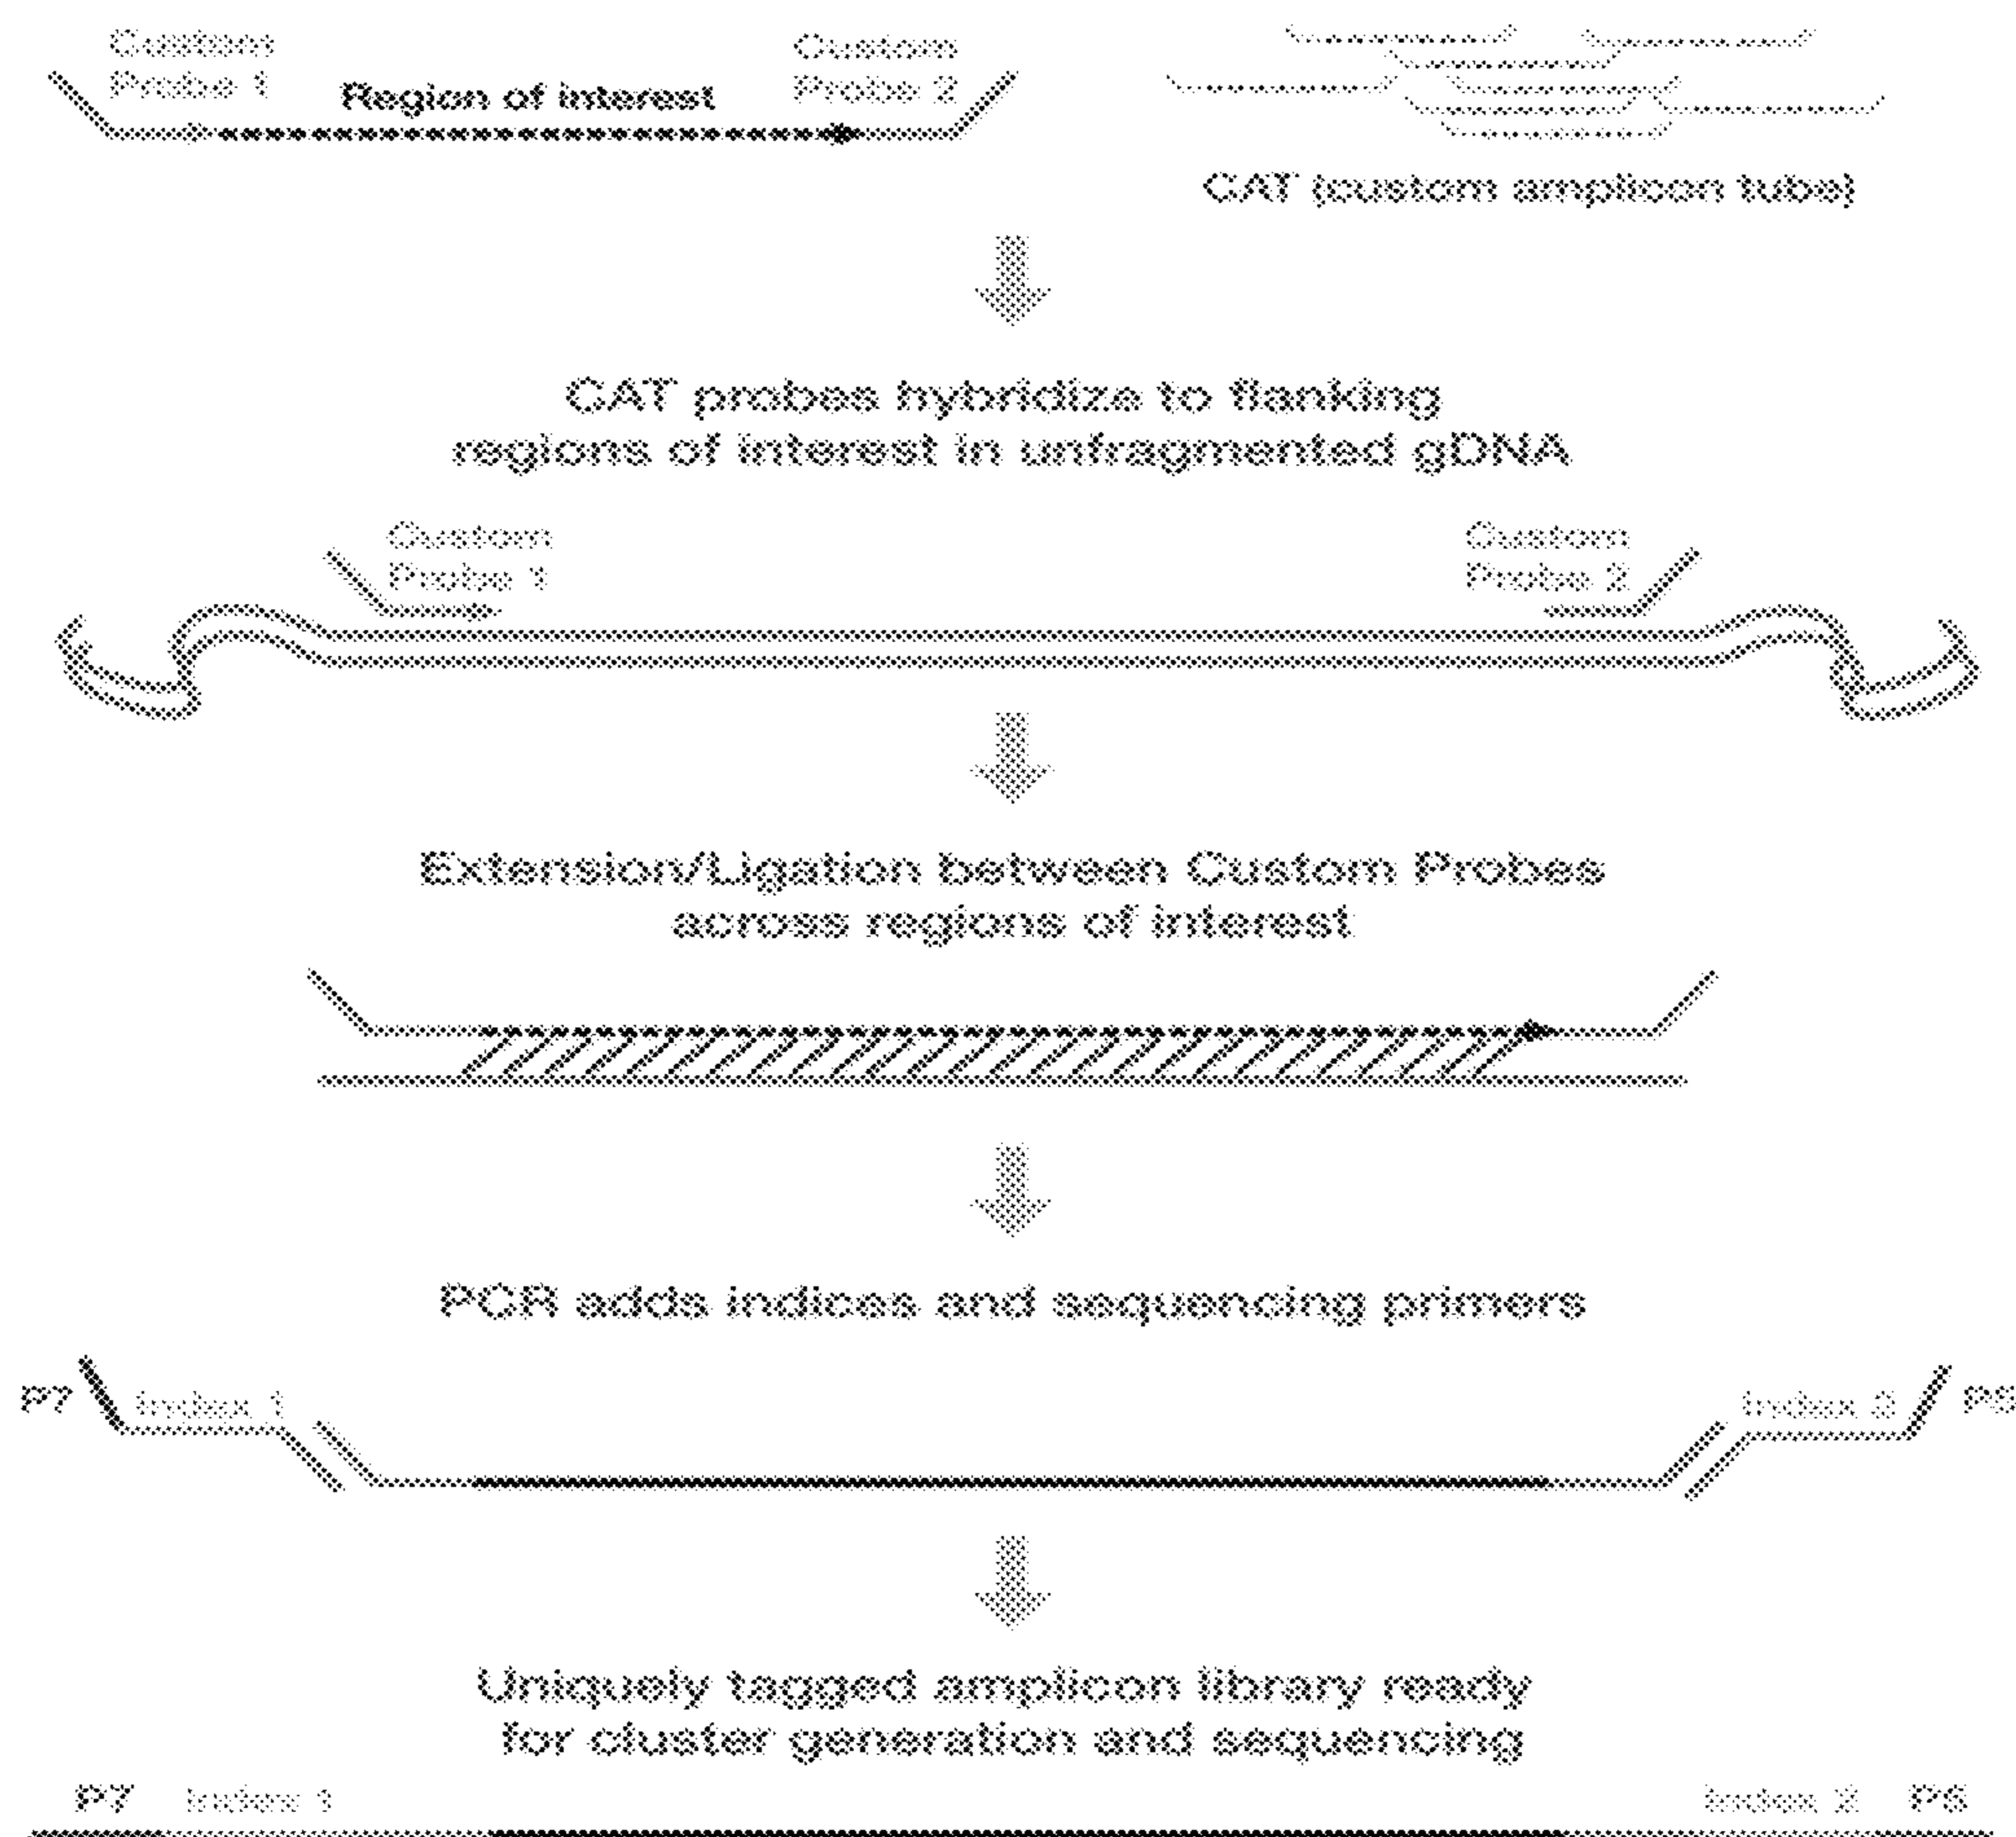 Custom
Probe 1
Region of interest
Custom
Probe 2
CAT (custom amplicon tube)
CAT probes hybridize to flanking
regions of interest in unfragmented gDNA
Custom
Probe 1
Custom
Probe 2
Extension/Ligation between Custom Probes
across regions of interest
PCR adds indices and sequencing primers
P7
Index 1
Index 2
P5
Uniquely tagged amplicon library ready
for cluster generation and sequencing
P7
Index 1
Index 2
P5